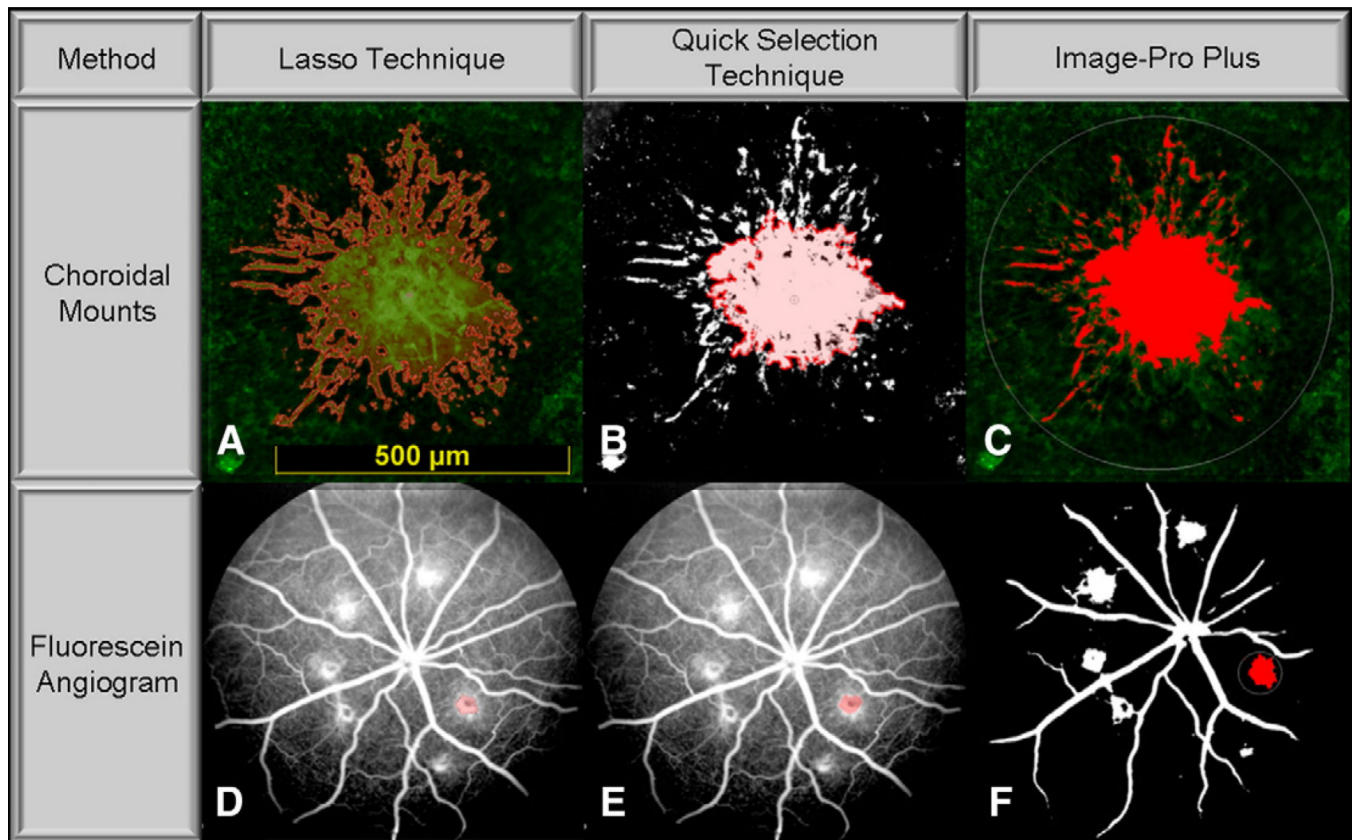 Method
Lasso Technique
Quick Selection
Technique
Image-Pro Plus
Choroidal
Mounts
A
500 µm
B
C
Fluorescein
Angiogram
D
E
F